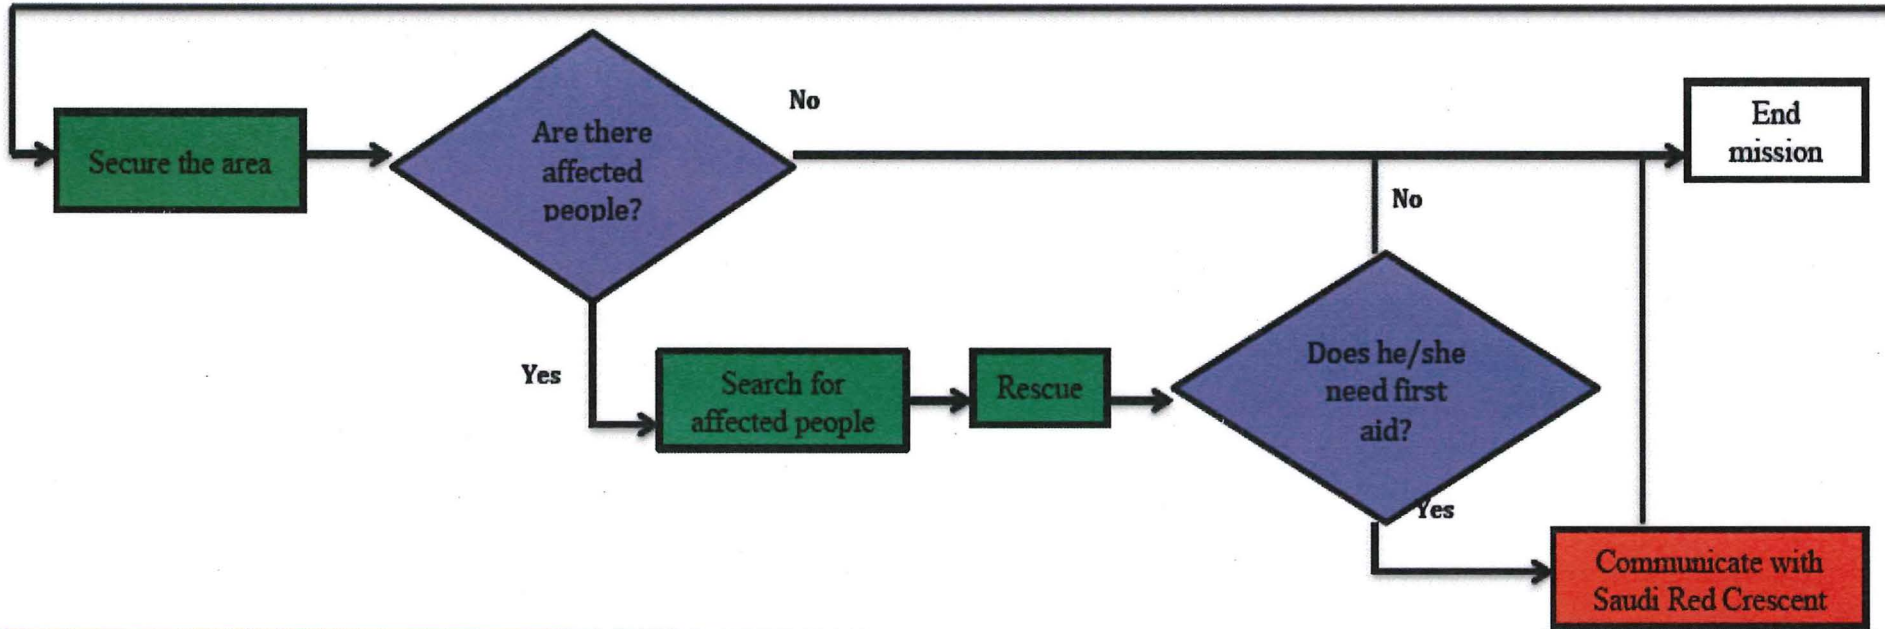 Secure the area
Are there
affected
people?
No
End
mission
No
Yes
Search for
affected people
Rescue
Does he/she
need first
aid?
Yes
Communicate with
Saudi Red Crescent